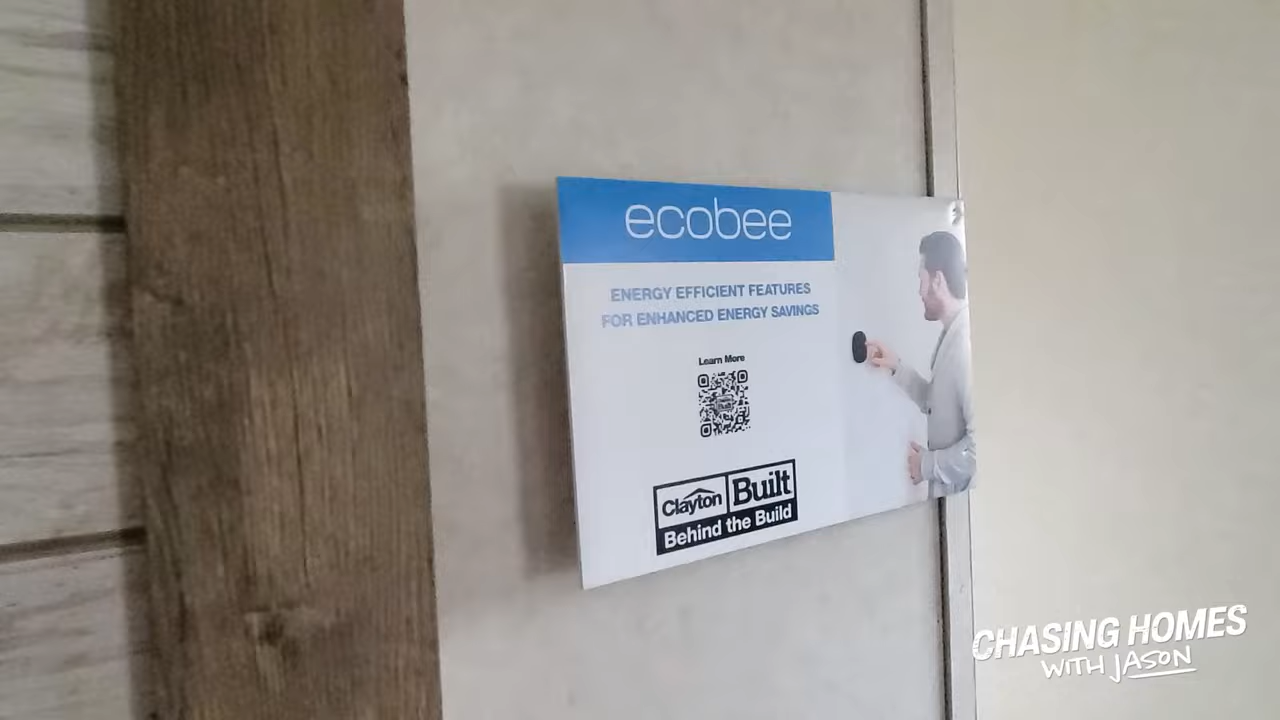 ecobee
ENERGY EFFICIENT FEATURES
FOR ENHANCED ENERGY SAVINGS
Learn More
Clayton Built
Behind the Build
CHASING HOMES
WITH JASON